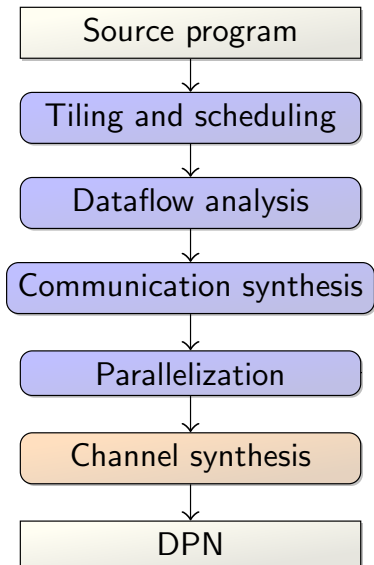 Source program
Tiling and scheduling
Dataflow analysis
Communication synthesis
Parallelization
Channel synthesis
DPN